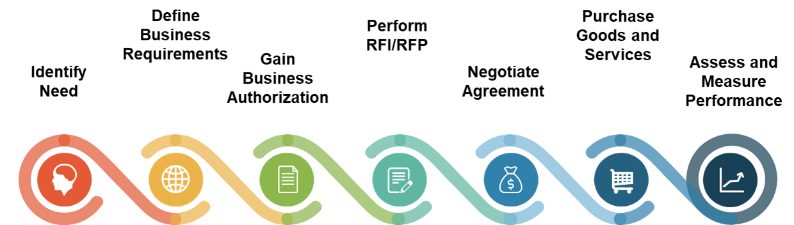 Identify
Need
Define
Business
Requirements
Gain
Business
Authorization
Perform
RFI/RFP
Negotiate
Agreement
Purchase
Goods and
Services
Assess and
Measure
Performance
$